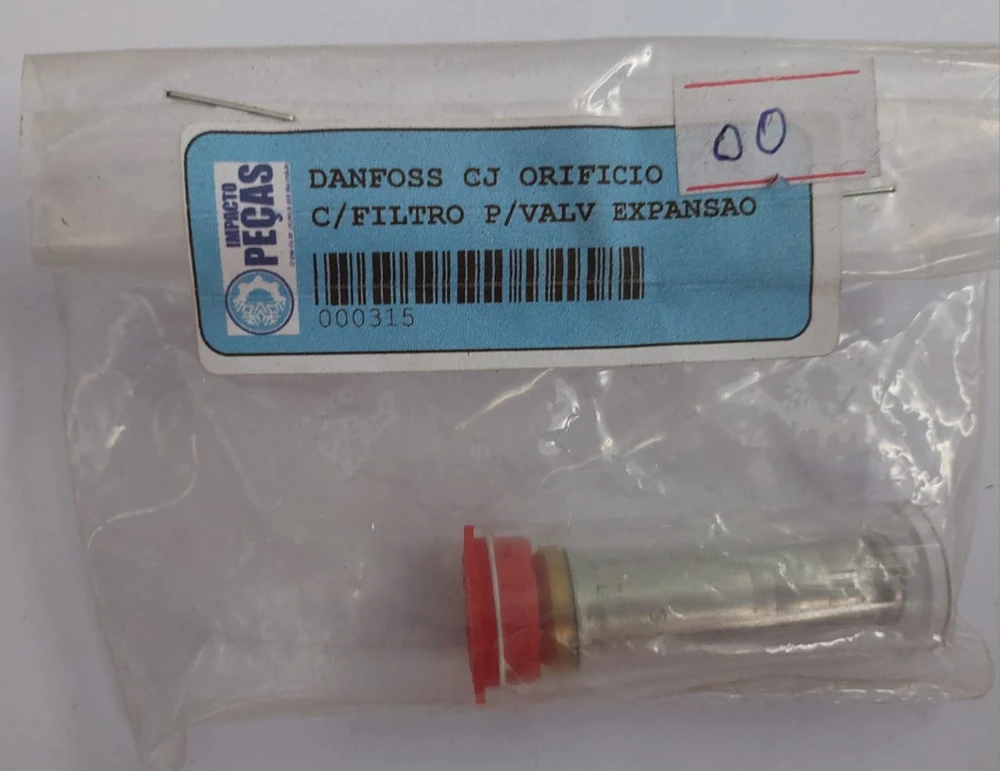 DANFOSS CJ ORIFICIO
00
C/FILTRO P/VALV EXPANSAO
IMPACTO
PEÇAS
000315